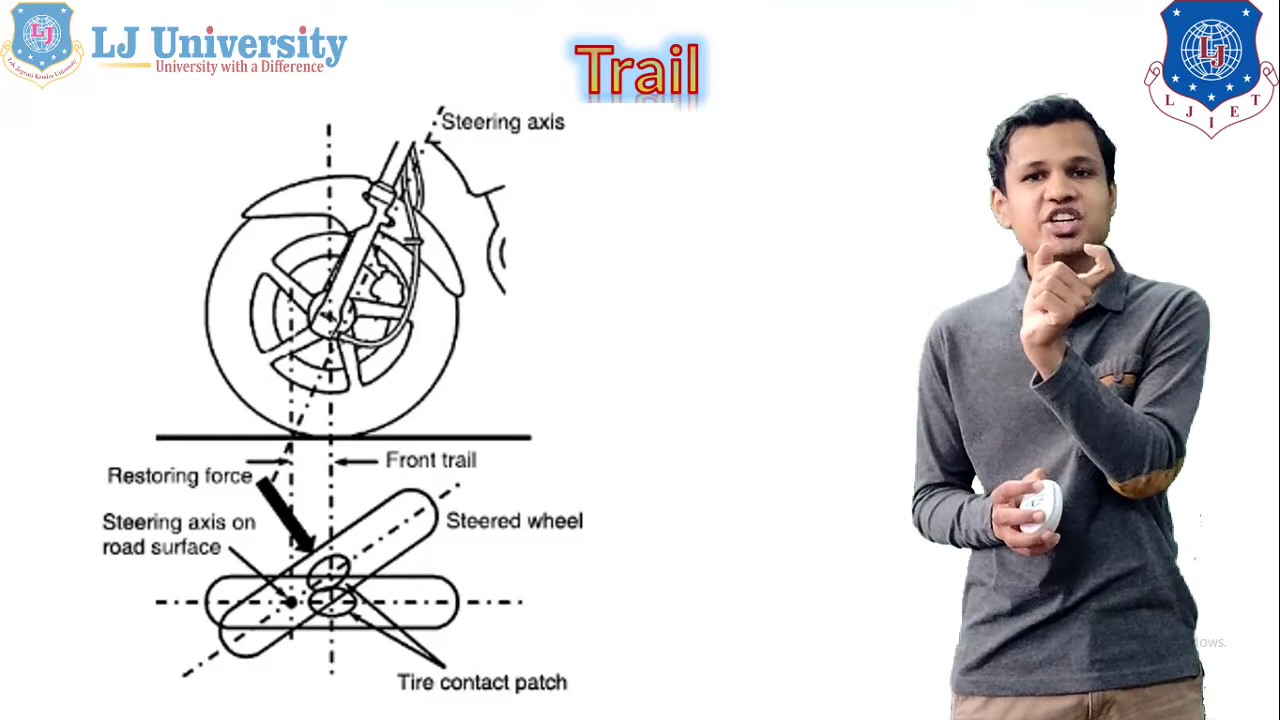 LJ University
University with a Difference
Trail
LJ
L J I E T
Steering axis
Restoring force
Front trail
Steering axis on
road surface
Steered wheel
Tire contact patch